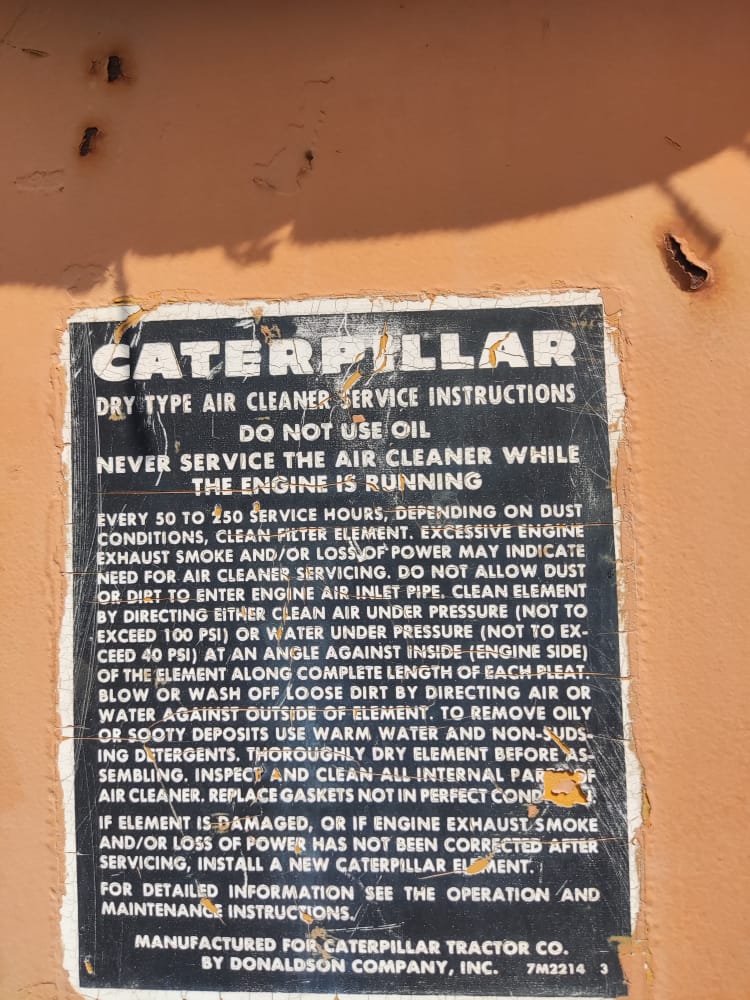 CATERPILLAR
DRY TYPE AIR CLEANER SERVICE INSTRUCTIONS
DO NOT USE OIL
NEVER SERVICE THE AIR CLEANER WHILE
THE ENGINE IS RUNNING
EVERY 50 TO 250 SERVICE HOURS, DEPENDING ON DUST
CONDITIONS, CLEAN FILTER ELEMENT. EXCESSIVE ENGINE
EXHAUST SMOKE AND/OR LOSS OF POWER MAY INDICATE
NEED FOR AIR CLEANER SERVICING. DO NOT ALLOW DUST
OR DIRT TO ENTER ENGINE AIR INLET PIPE. CLEAN ELEMENT
BY DIRECTING EITHER CLEAN AIR UNDER PRESSURE (NOT TO
EXCEED 100 PSI) OR WATER UNDER PRESSURE (NOT TO EX-
CEED 40 PSI) AT AN ANGLE AGAINST INSIDE (ENGINE SIDE)
OF THE ELEMENT ALONG COMPLETE LENGTH OF EACH PLEAT.
BLOW OR WASH OFF LOOSE DIRT BY DIRECTING AIR OR
WATER AGAINST OUTSIDE OF ELEMENT. TO REMOVE OILY
OR SOOTY DEPOSITS USE WARM WATER AND NON-SUDS-
ING DETERGENTS. THOROUGHLY DRY ELEMENT BEFORE AS-
SEMBLING. INSPECT AND CLEAN ALL INTERNAL PAR OF
AIR CLEANER. REPLACE GASKETS NOT IN PERFECT COND
IF ELEMENT IS DAMAGED, OR IF ENGINE EXHAUST SMOKE
AND/OR LOSS OF POWER HAS NOT BEEN CORRECTED AFTER
SERVICING, INSTALL A NEW CATERPILLAR ELEMENT.
FOR DETAILED INFORMATION SEE THE OPERATION AND
MAINTENANCE INSTRUCTIONS.
MANUFACTURED FOR CATERPILLAR TRACTOR CO.
BY DONALDSON COMPANY, INC. 7M2214 3